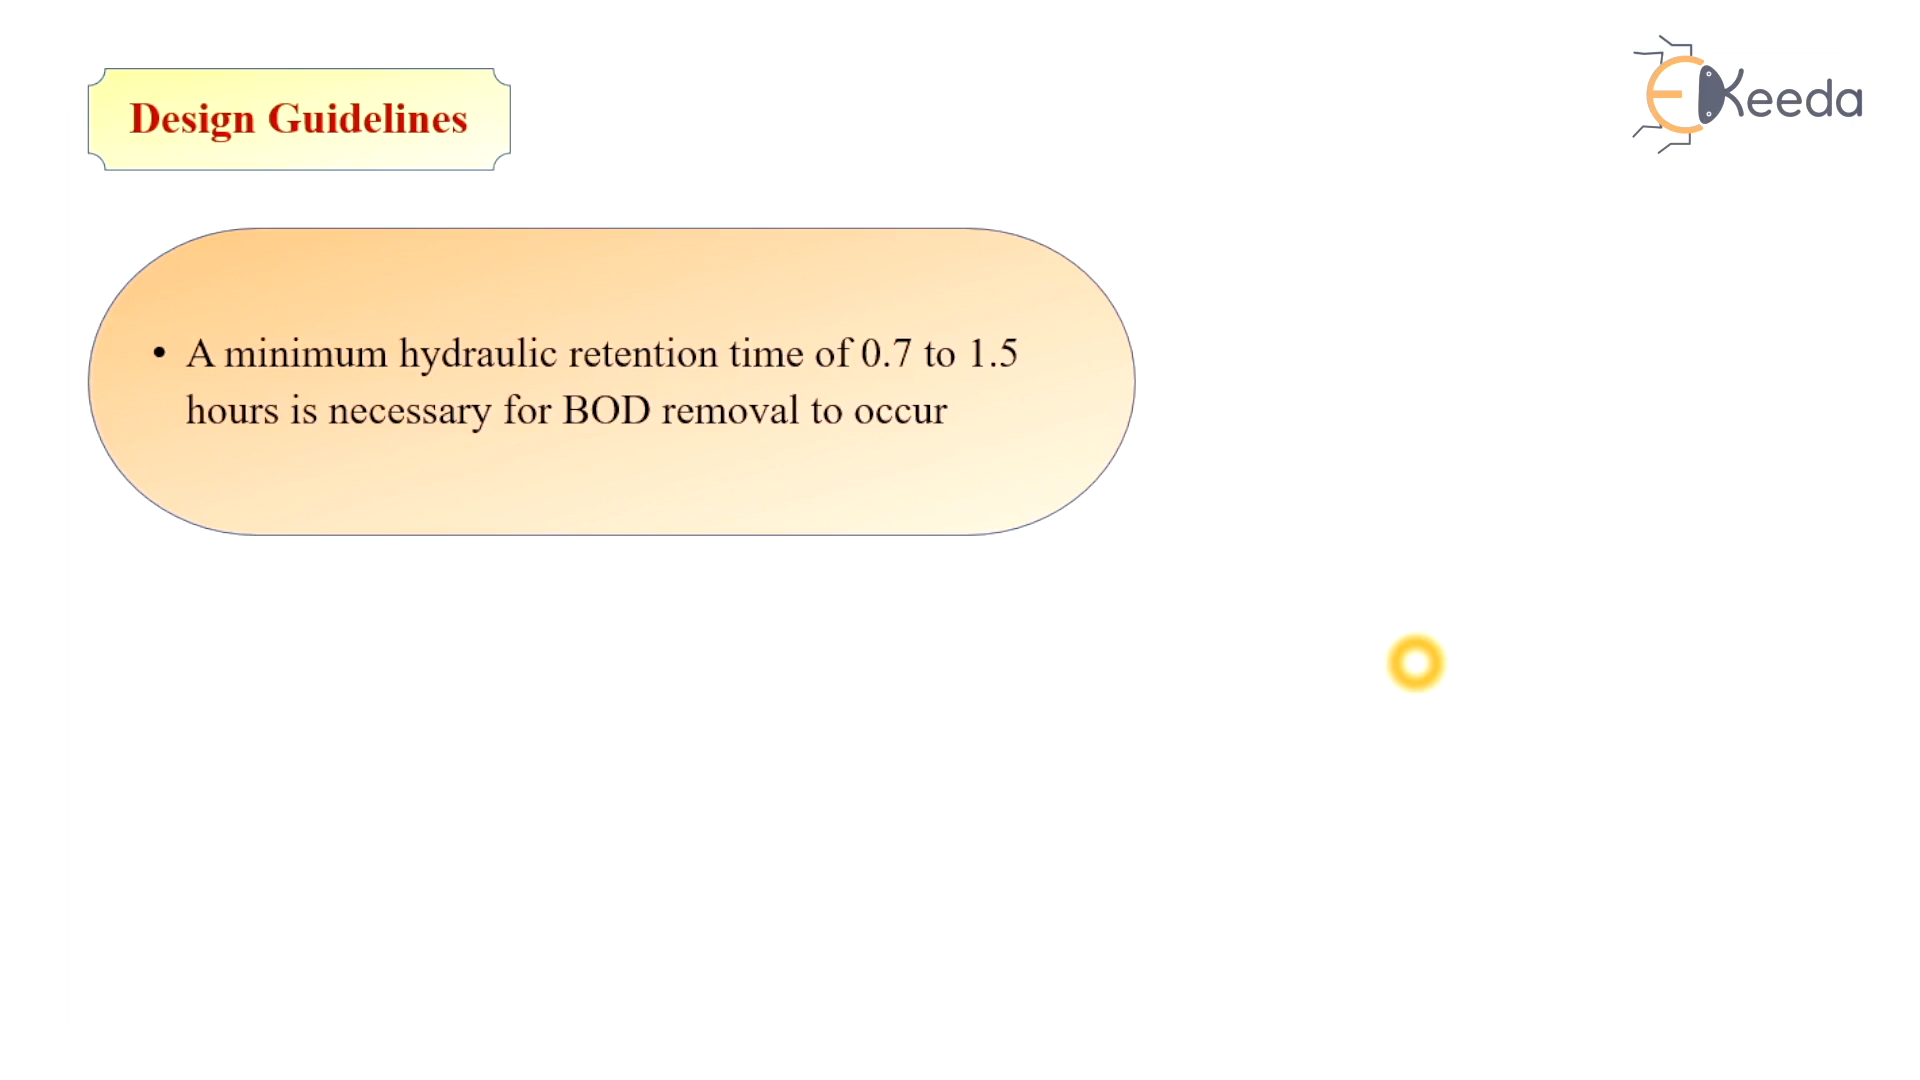 Design Guidelines
EKeeda
• A minimum hydraulic retention time of 0.7 to 1.5
hours is necessary for BOD removal to occur